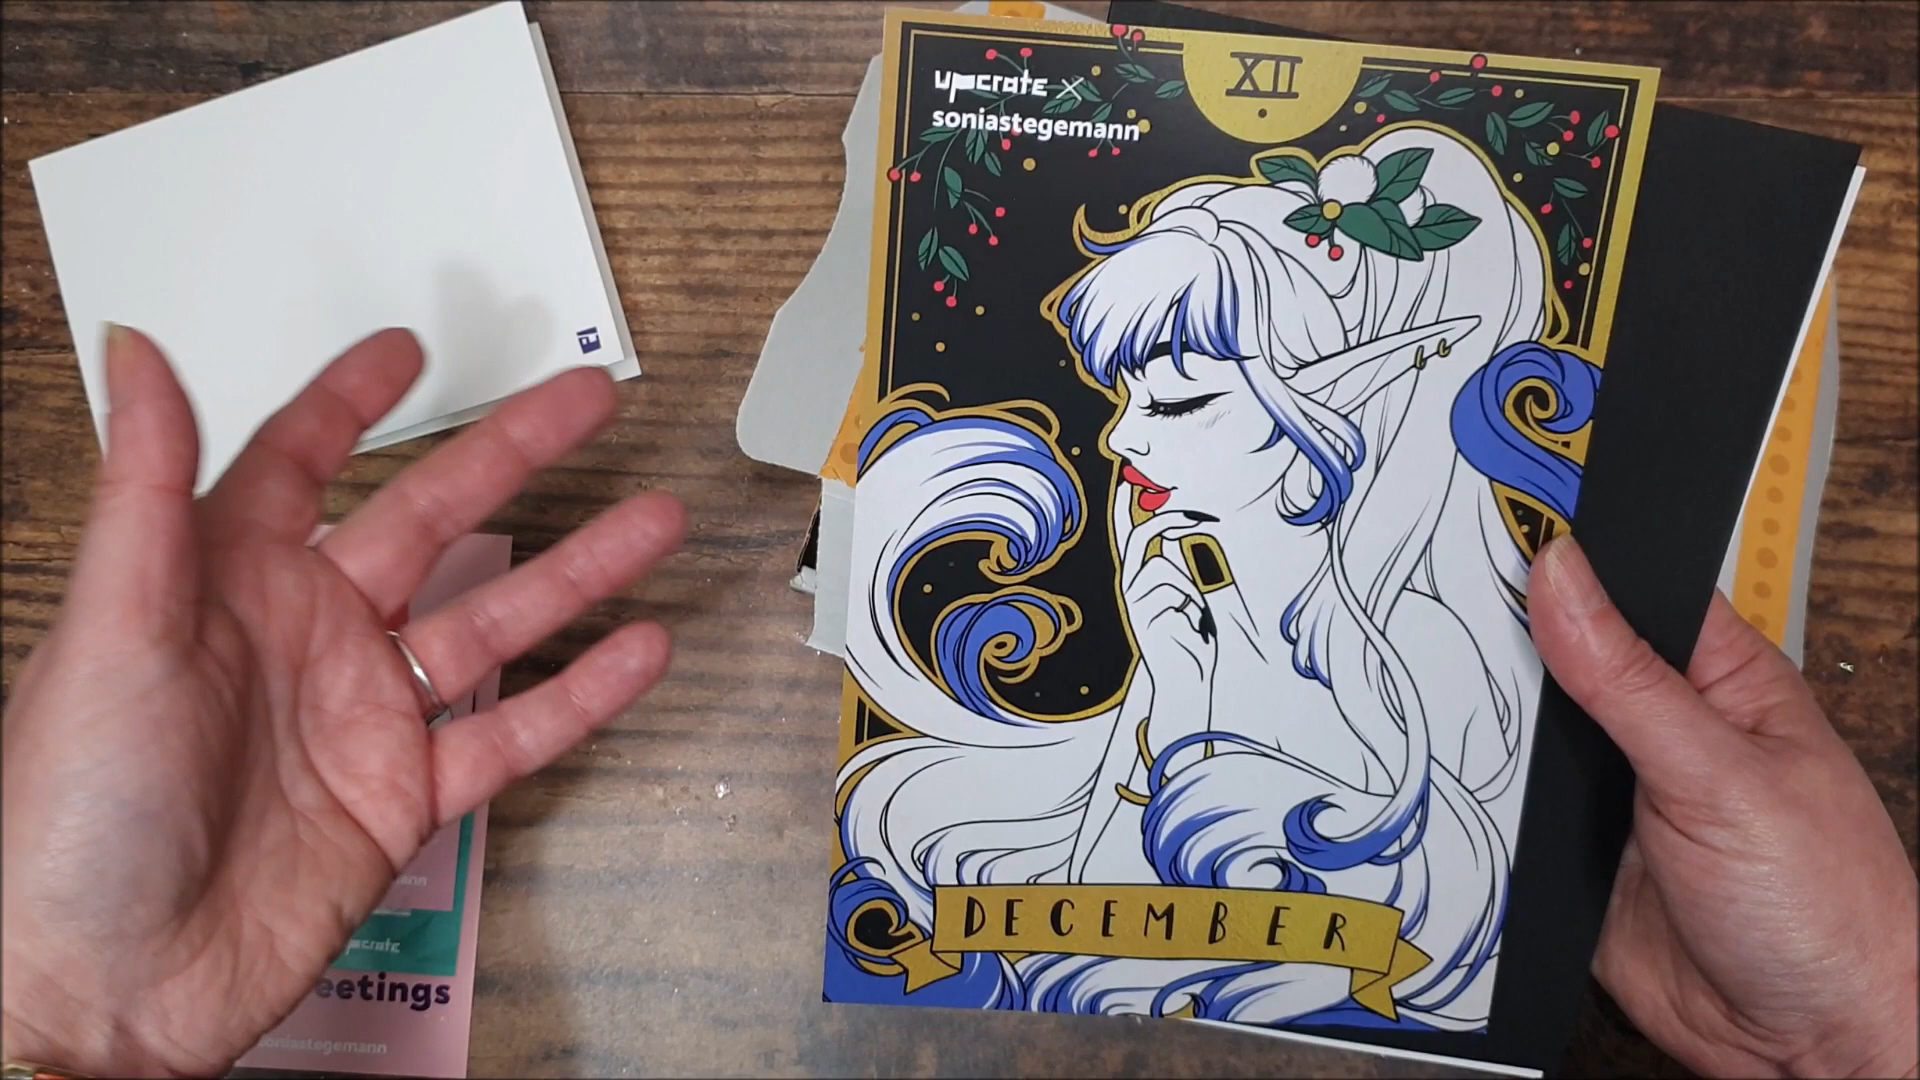 upcrate ×
soniastegemann
XII
DECEMBER
upcrate
eetings
soniastegemann